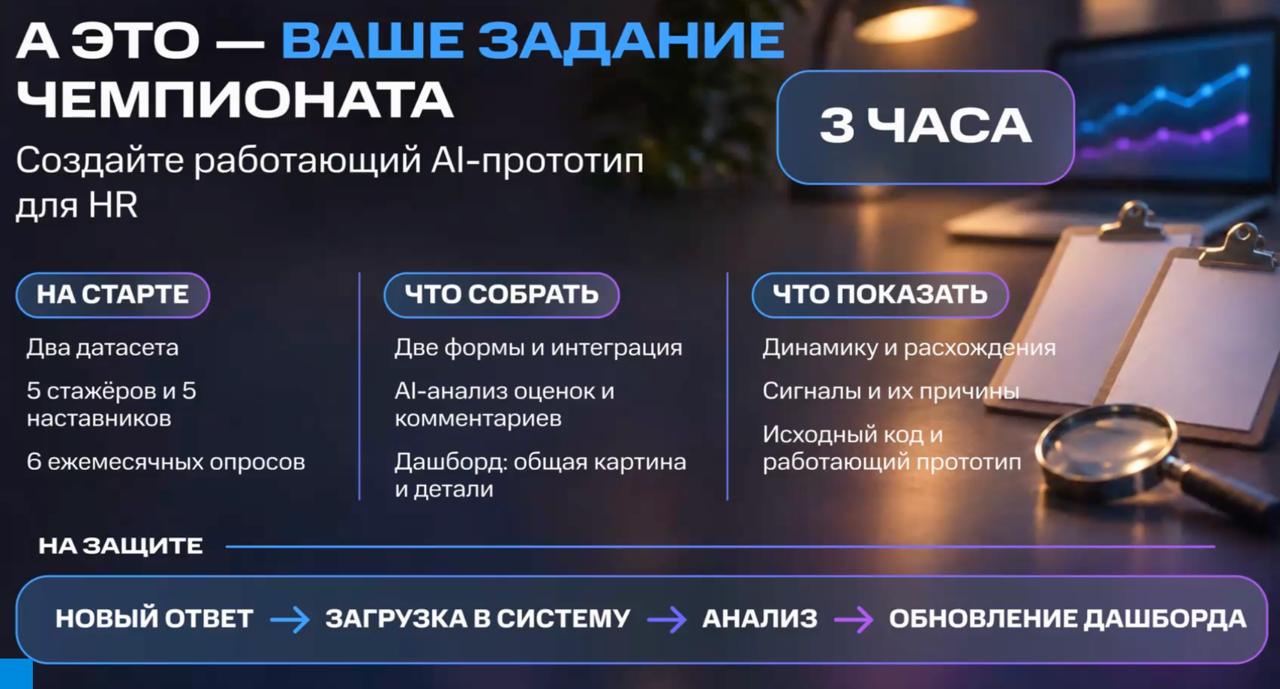 А ЭТО — ВАШЕ ЗАДАНИЕ
ЧЕМПИОНАТА
3 ЧАСА
Создайте работающий AI-прототип
для HR
НА СТАРТЕ
Два датасета
5 стажёров и 5
наставников
6 ежемесячных опросов
ЧТО СОБРАТЬ
Две формы и интеграция
AI-анализ оценок и
комментариев
Дашборд: общая картина
и детали
ЧТО ПОКАЗАТЬ
Динамику и расхождения
Сигналы и их причины
Исходный код и
работающий прототип
НА ЗАЩИТЕ
НОВЫЙ ОТВЕТ → ЗАГРУЗКА В СИСТЕМУ → АНАЛИЗ → ОБНОВЛЕНИЕ ДАШБОРДА